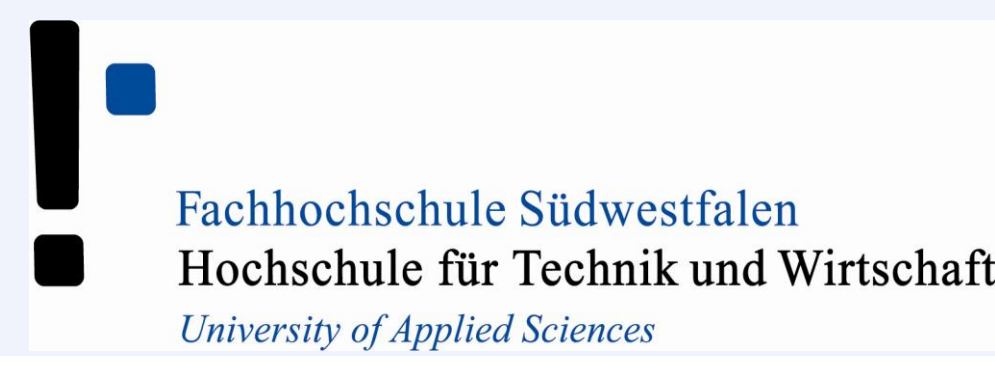 Fachhochschule Südwestfalen
Hochschule für Technik und Wirtschaft
University of Applied Sciences